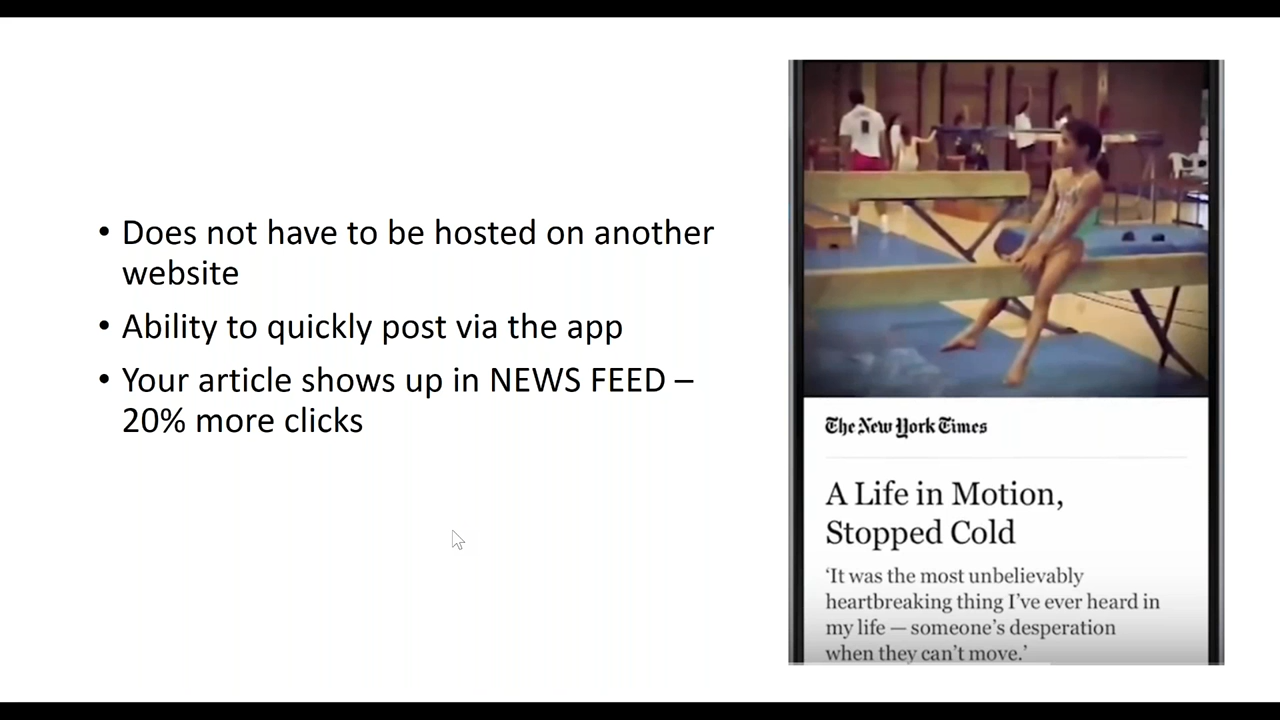 • Does not have to be hosted on another
website
• Ability to quickly post via the app
• Your article shows up in NEWS FEED –
20% more clicks
The New York Times
A Life in Motion,
Stopped Cold
‘It was the most unbelievably
heartbreaking thing I’ve ever heard in
my life — someone’s desperation
when they can’t move.’